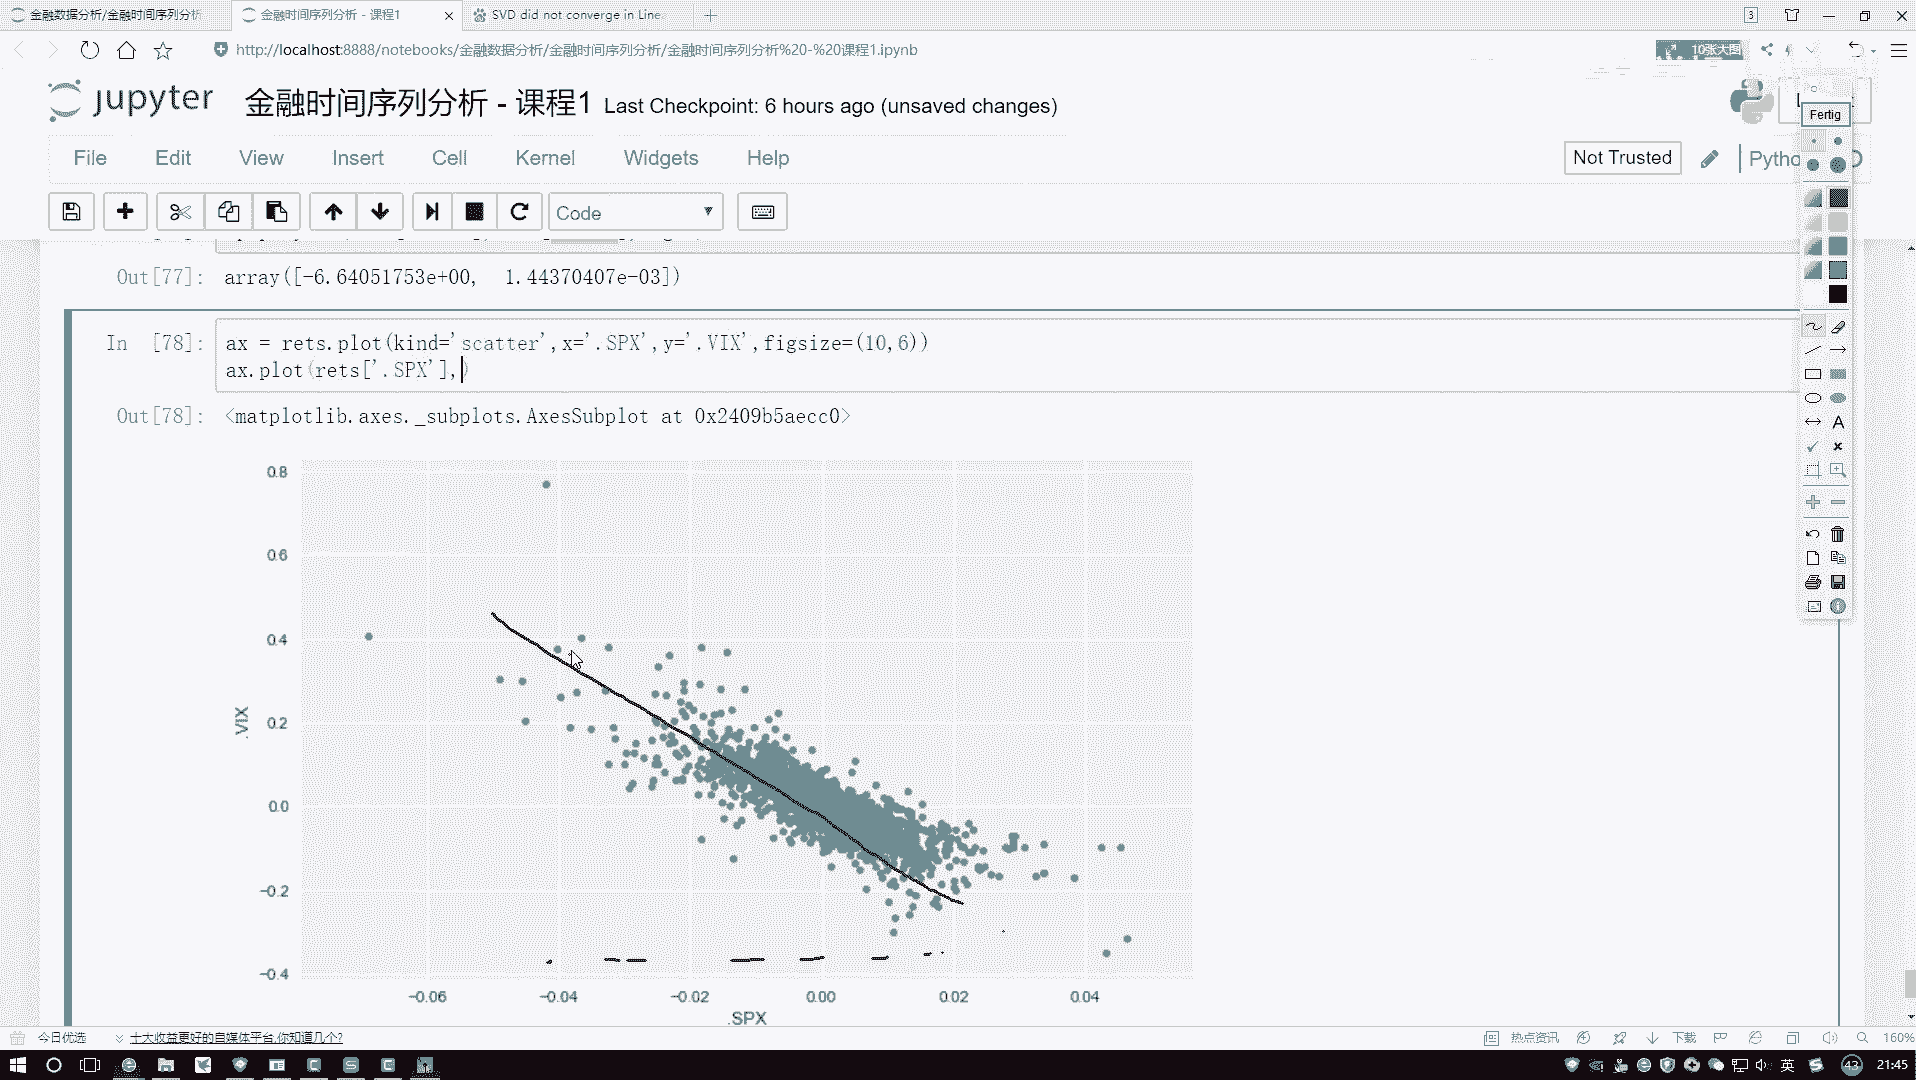 金融数据分析/金融时间序列分析
金融时间序列分析 - 课程1
SVD did not converge in Line
3
http://localhost:8888/notebooks/金融数据分析/金融时间序列分析/金融时间序列分析%20-%20课程1.ipynb
10张大图
jupyter 金融时间序列分析 - 课程1 Last Checkpoint: 6 hours ago (unsaved changes)
Fertig
File Edit View Insert Cell Kernel Widgets Help
Not Trusted
Pytho
Code
Out[77]: array([-6.64051753e+00, 1.44370407e-03])
In [78]: ax = rets.plot(kind='scatter',x='.SPX',y='.VIX',figsize=(10,6))
ax.plot(rets['.SPX'],)
Out[78]: <matplotlib.axes._subplots.AxesSubplot at 0x2409b5aecc0>
0.8
0.6
0.4
0.2
0.0
−0.2
−0.4
.VIX
−0.06 −0.04 −0.02 0.00 0.02 0.04
.SPX
A
今日优选
十大收益更好的自媒体平台,你知道几个?
热点资讯
下载
160%
英
43
21:45